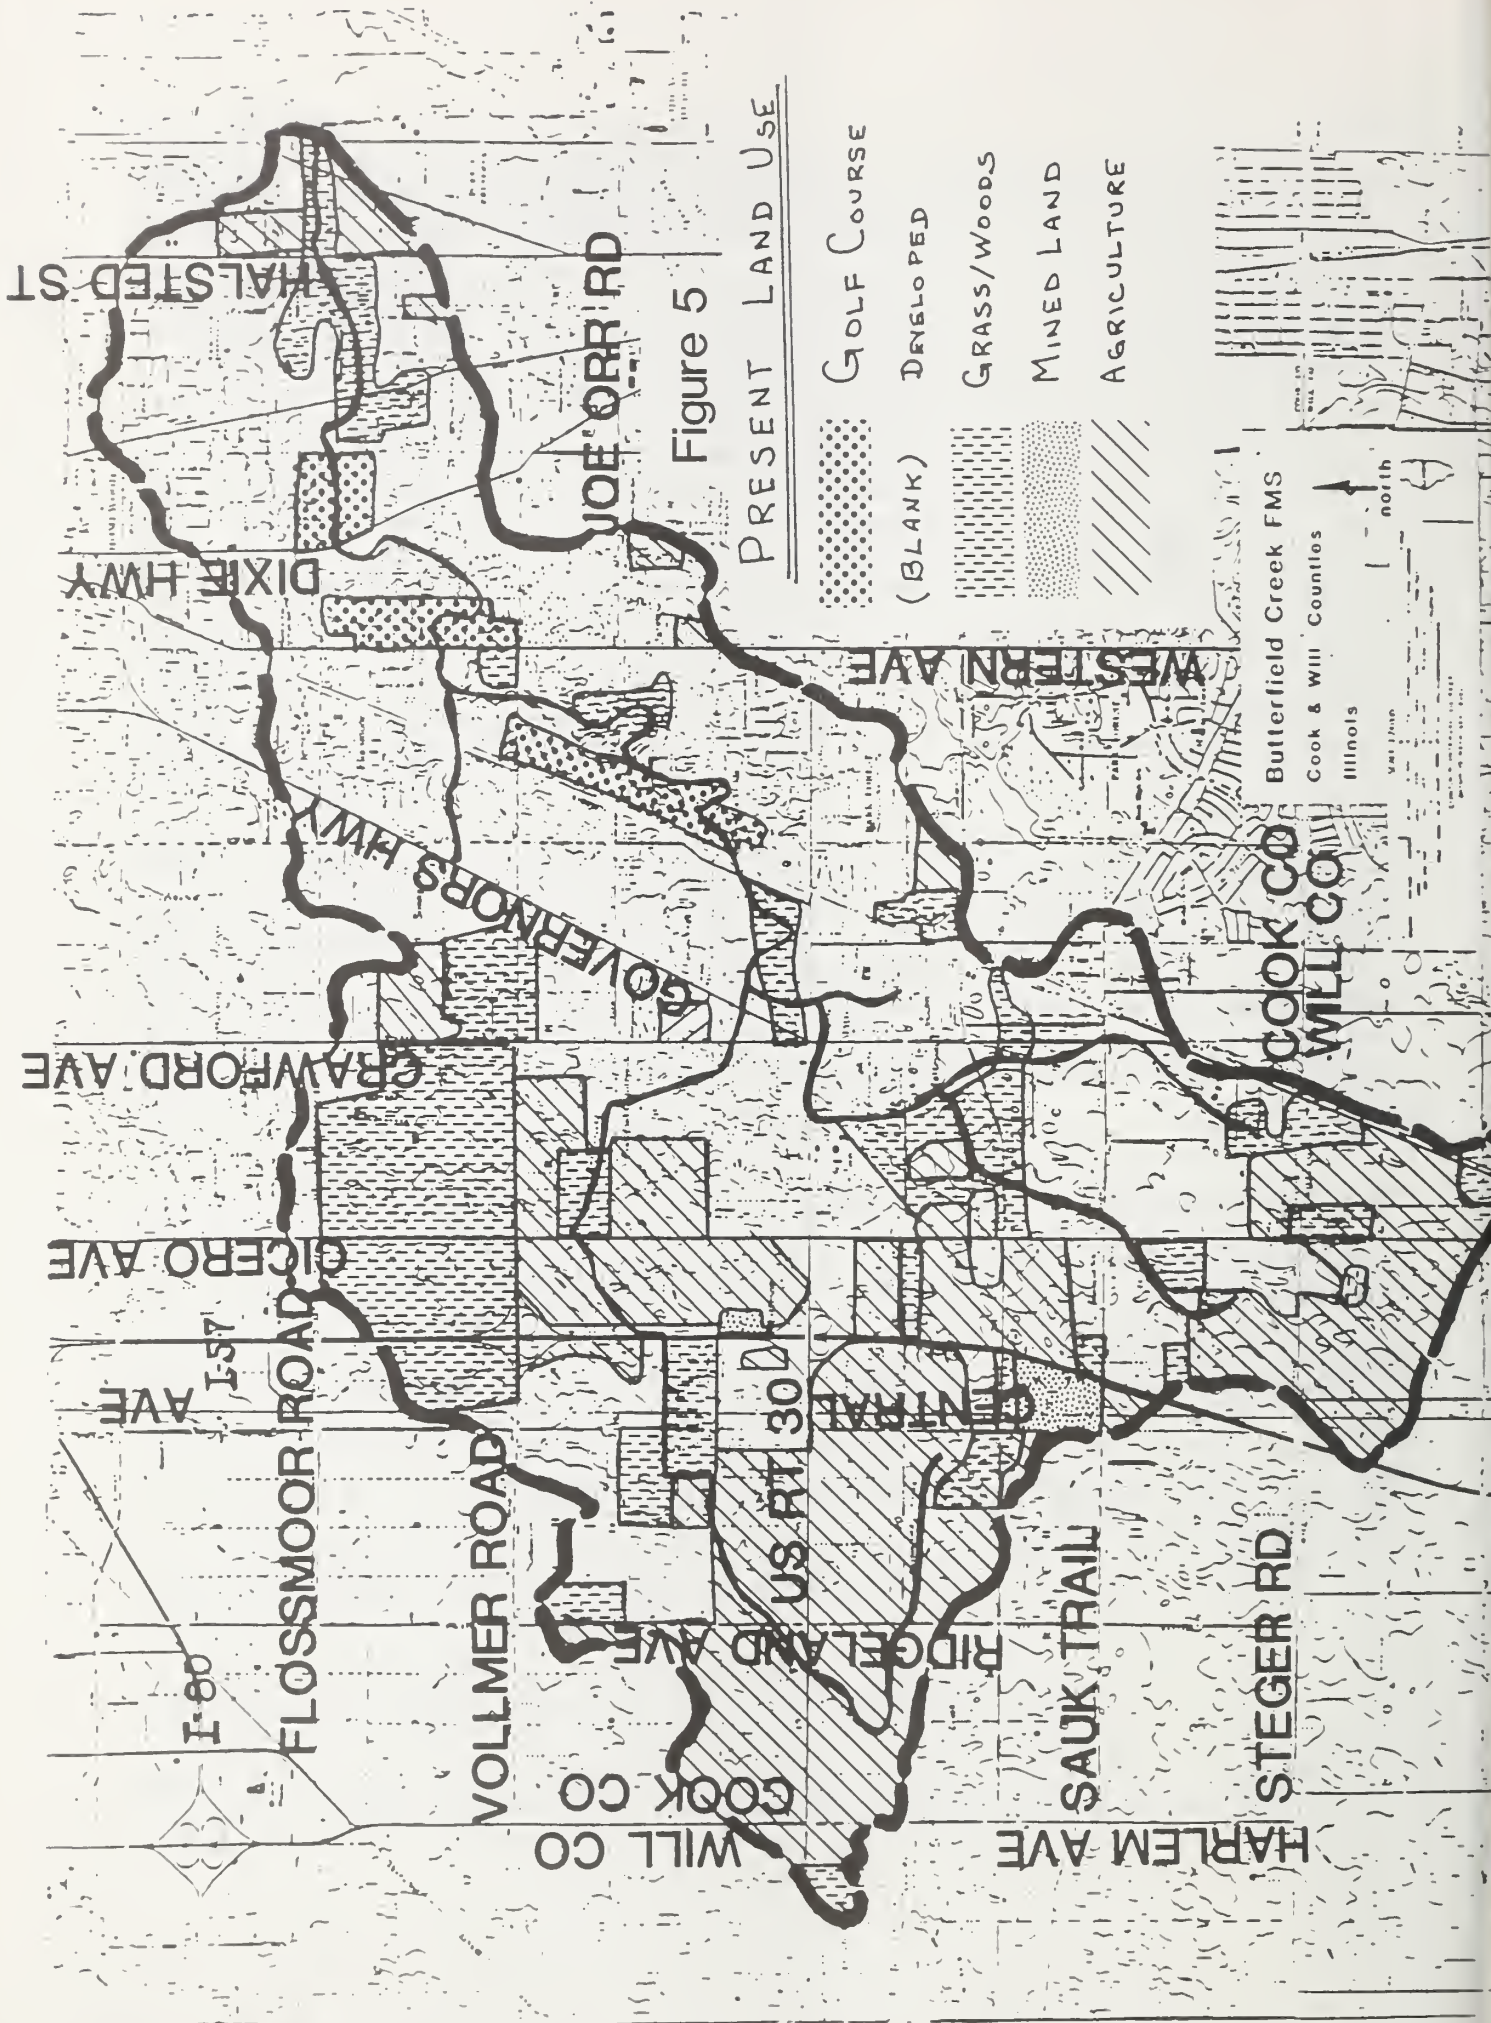 HALSTED ST
DIXIE HWY
WESTERN AVE
GOVERNORS HWY
CRAWFORD AVE
CICERO AVE
I-57
AVE
CENTRAL
RIDGELAND AVE
HARLEM AVE
I-80
FLOSSMOOR ROAD
VOLLMER ROAD
US RT 30
SAUK TRAIL
STEGER RD
JOE ORR RD
COOK CO
WILL CO
COOK CO
WILL CO
Figure 5
PRESENT LAND USE
GOLF COURSE
(BLANK) DEVELOPED
GRASS/WOODS
MINED LAND
AGRICULTURE
Butterfield Creek FMS
Cook & Will Counties
Illinois
north